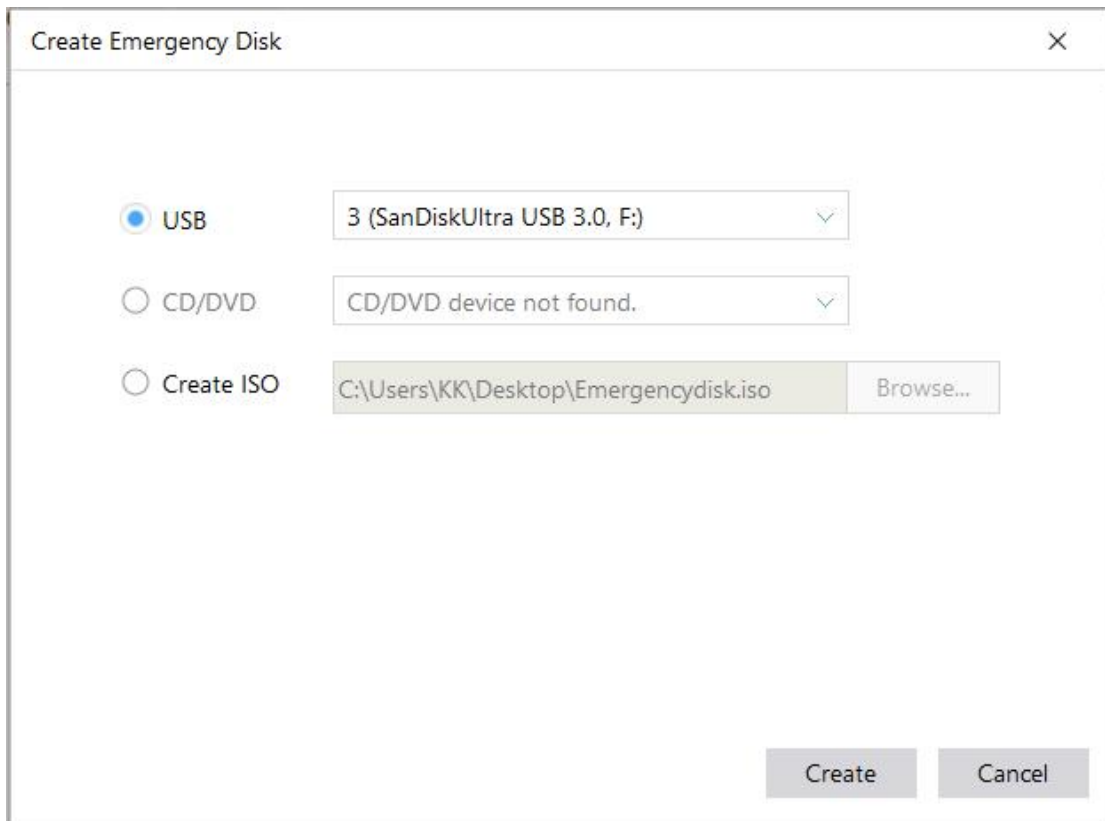 Create Emergency Disk
USB
3 (SanDiskUltra USB 3.0, F:)
CD/DVD
CD/DVD device not found.
Create ISO
C:\Users\KK\Desktop\Emergencydisk.iso
Browse...
Create
Cancel